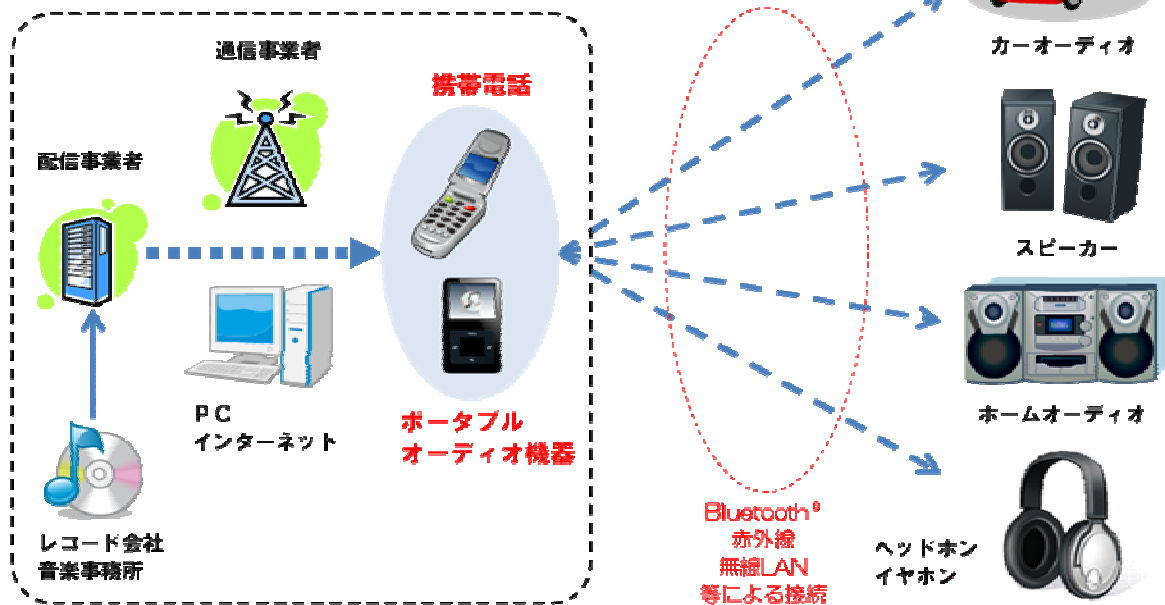 通信事業者
携帯電話
配信事業者
PC
インターネット
ポータブル
オーディオ機器
レコード会社
音楽事務所
Bluetooth®
赤外線
無線LAN
等による接続
カーオーディオ
スピーカー
ホームオーディオ
ヘッドホン
イヤホン